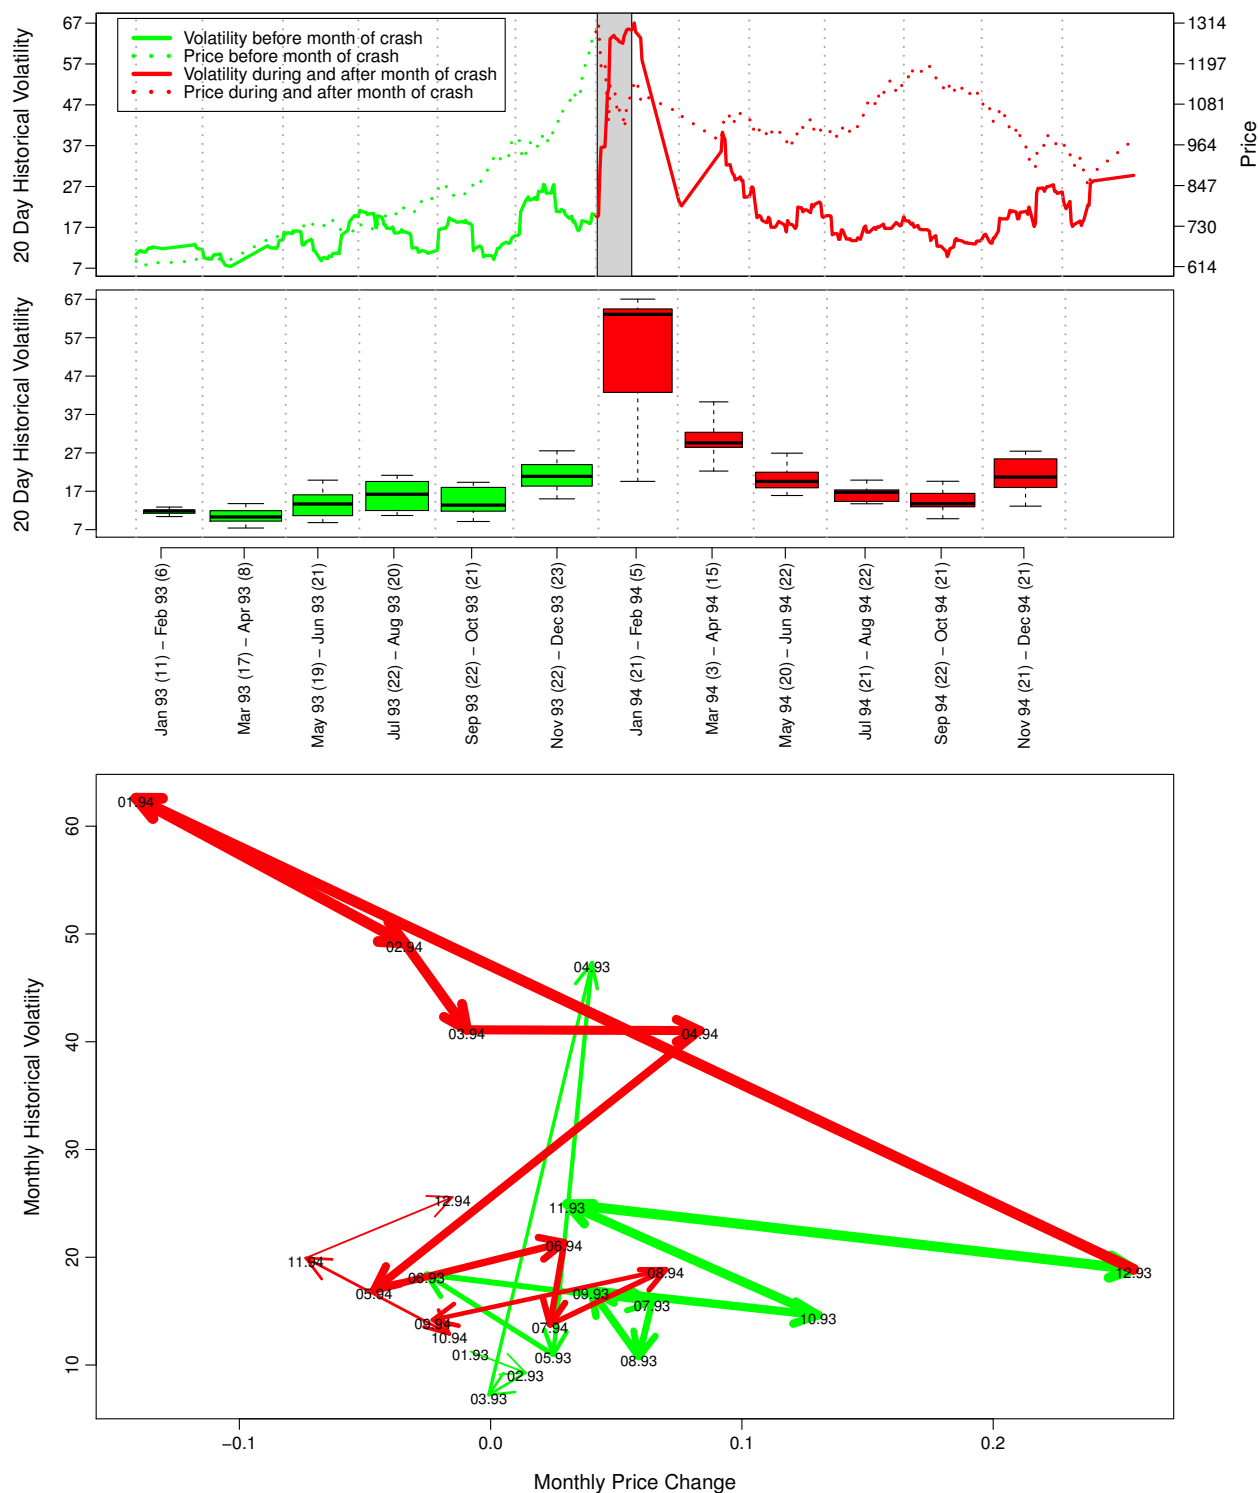 67
57
47
37
27
17
7
20 Day Historical Volatility
Volatility before month of crash
Price before month of crash
Volatility during and after month of crash
Price during and after month of crash
1314
1197
1081
964
847
730
614
Price
67
57
47
37
27
17
7
20 Day Historical Volatility
Jan 93 (11) − Feb 93 (6)
Mar 93 (17) − Apr 93 (8)
May 93 (19) − Jun 93 (21)
Jul 93 (22) − Aug 93 (20)
Sep 93 (22) − Oct 93 (21)
Nov 93 (22) − Dec 93 (23)
Jan 94 (21) − Feb 94 (5)
Mar 94 (3) − Apr 94 (15)
May 94 (20) − Jun 94 (22)
Jul 94 (21) − Aug 94 (22)
Sep 94 (22) − Oct 94 (21)
Nov 94 (21) − Dec 94 (21)
60
50
40
30
20
10
Monthly Historical Volatiity
01.94
02.94
04.93
03.94
04.94
12.94
11.93
06.94
11.94
12.93
06.93
08.94
05.94
09.93
07.93
10.93
09.94
07.94
10.94
01.93
05.93
08.93
02.93
03.93
−0.1
0.0
0.1
0.2
Monthly Price Change